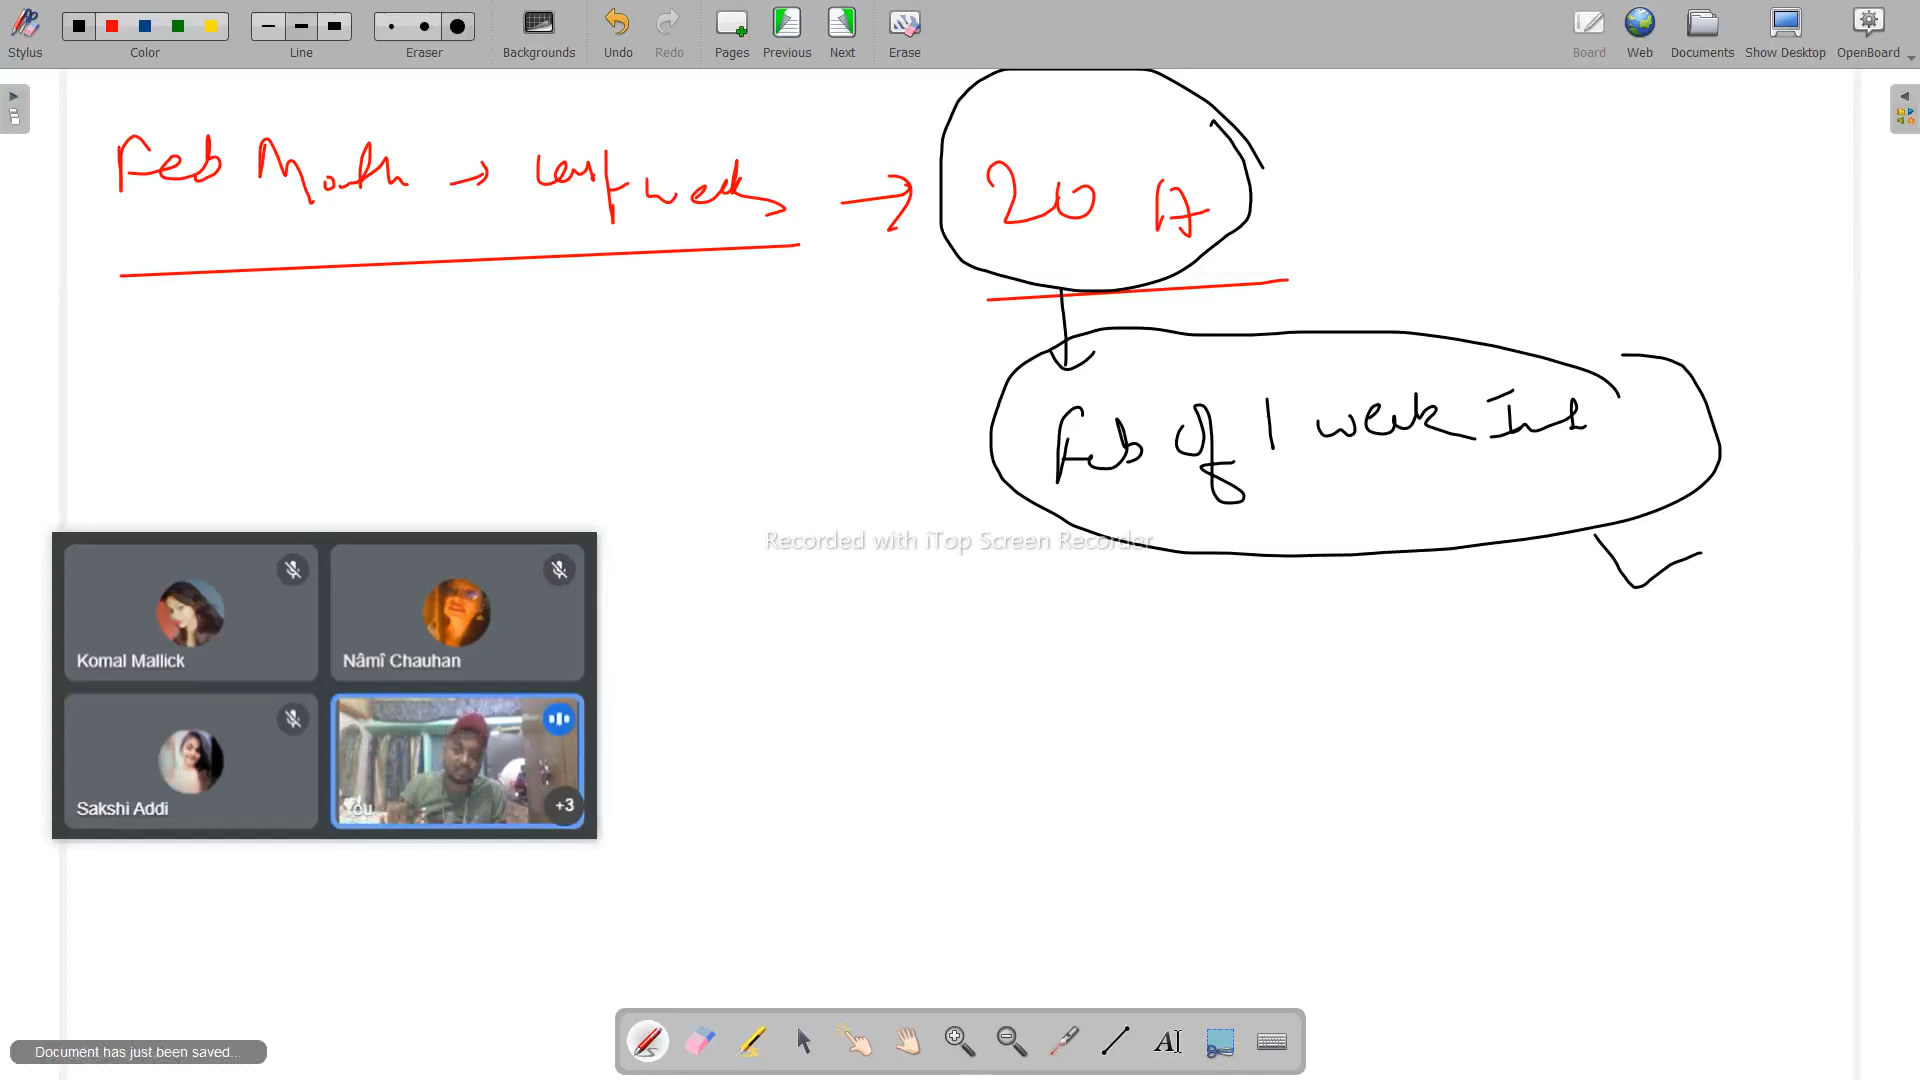 Stylus Color Line Eraser Backgrounds Undo Redo Pages Previous Next Erase Board Web Documents Show Desktop OpenBoard
Feb Month → last week → 20 A
Feb of 1 week
Recorded with iTop Screen Recorder
Komal Mallick
Nâmî Chauhan
Sakshi Addi
You
+3
Document has just been saved...